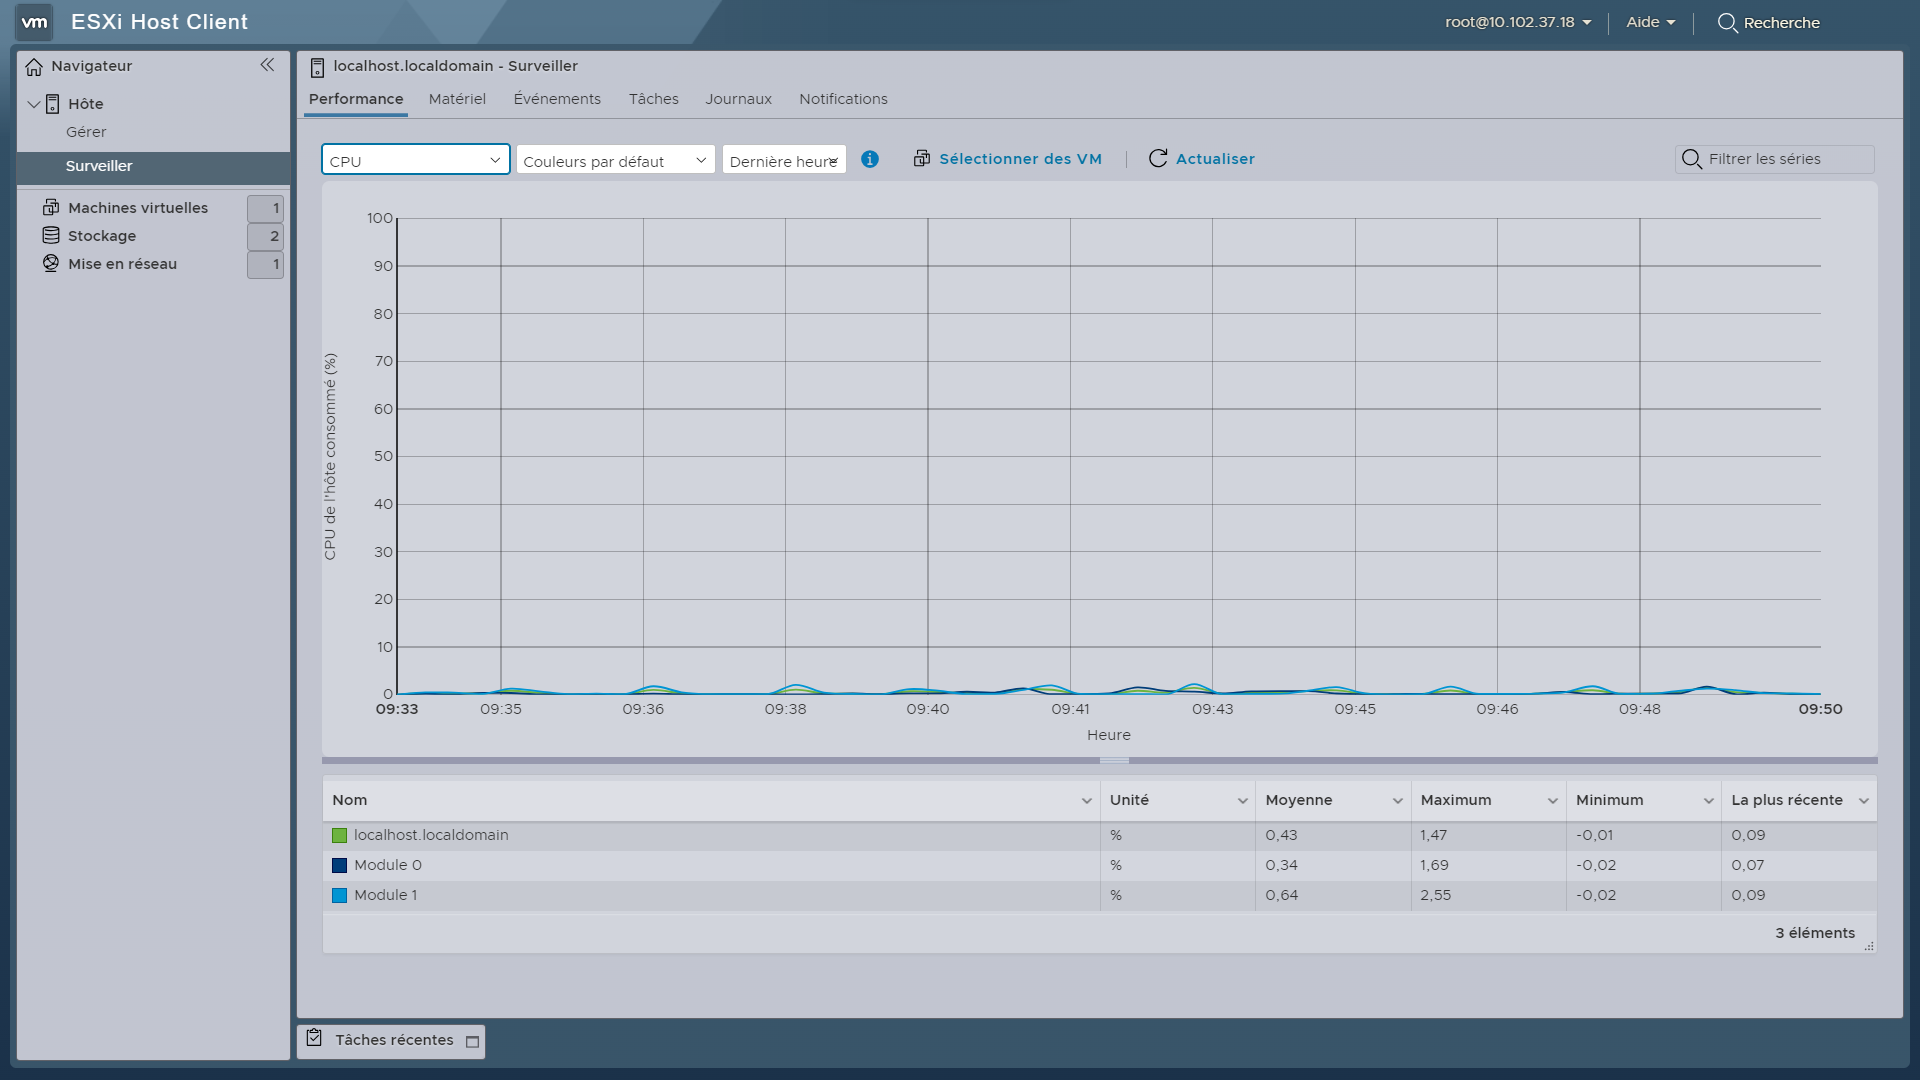 vm ESXi Host Client
root@10.102.37.18
Aide
Recherche
Navigateur
Hôte
Gérer
Surveiller
Machines virtuelles 1
Stockage 2
Mise en réseau 1
localhost.localdomain - Surveiller
Performance Matériel Événements Tâches Journaux Notifications
CPU Couleurs par défaut Dernière heure i Sélectionner des VM Actualiser Filtrer les séries
CPU de l'hôte consommé (%)
100
90
80
70
60
50
40
30
20
10
0
09:33 09:35 09:36 09:38 09:40 09:41 09:43 09:45 09:46 09:48 09:50
Heure
Nom Unité Moyenne Maximum Minimum La plus récente
localhost.localdomain % 0,43 1,47 -0,01 0,09
Module 0 % 0,34 1,69 -0,02 0,07
Module 1 % 0,64 2,55 -0,02 0,09
3 éléments
Tâches récentes